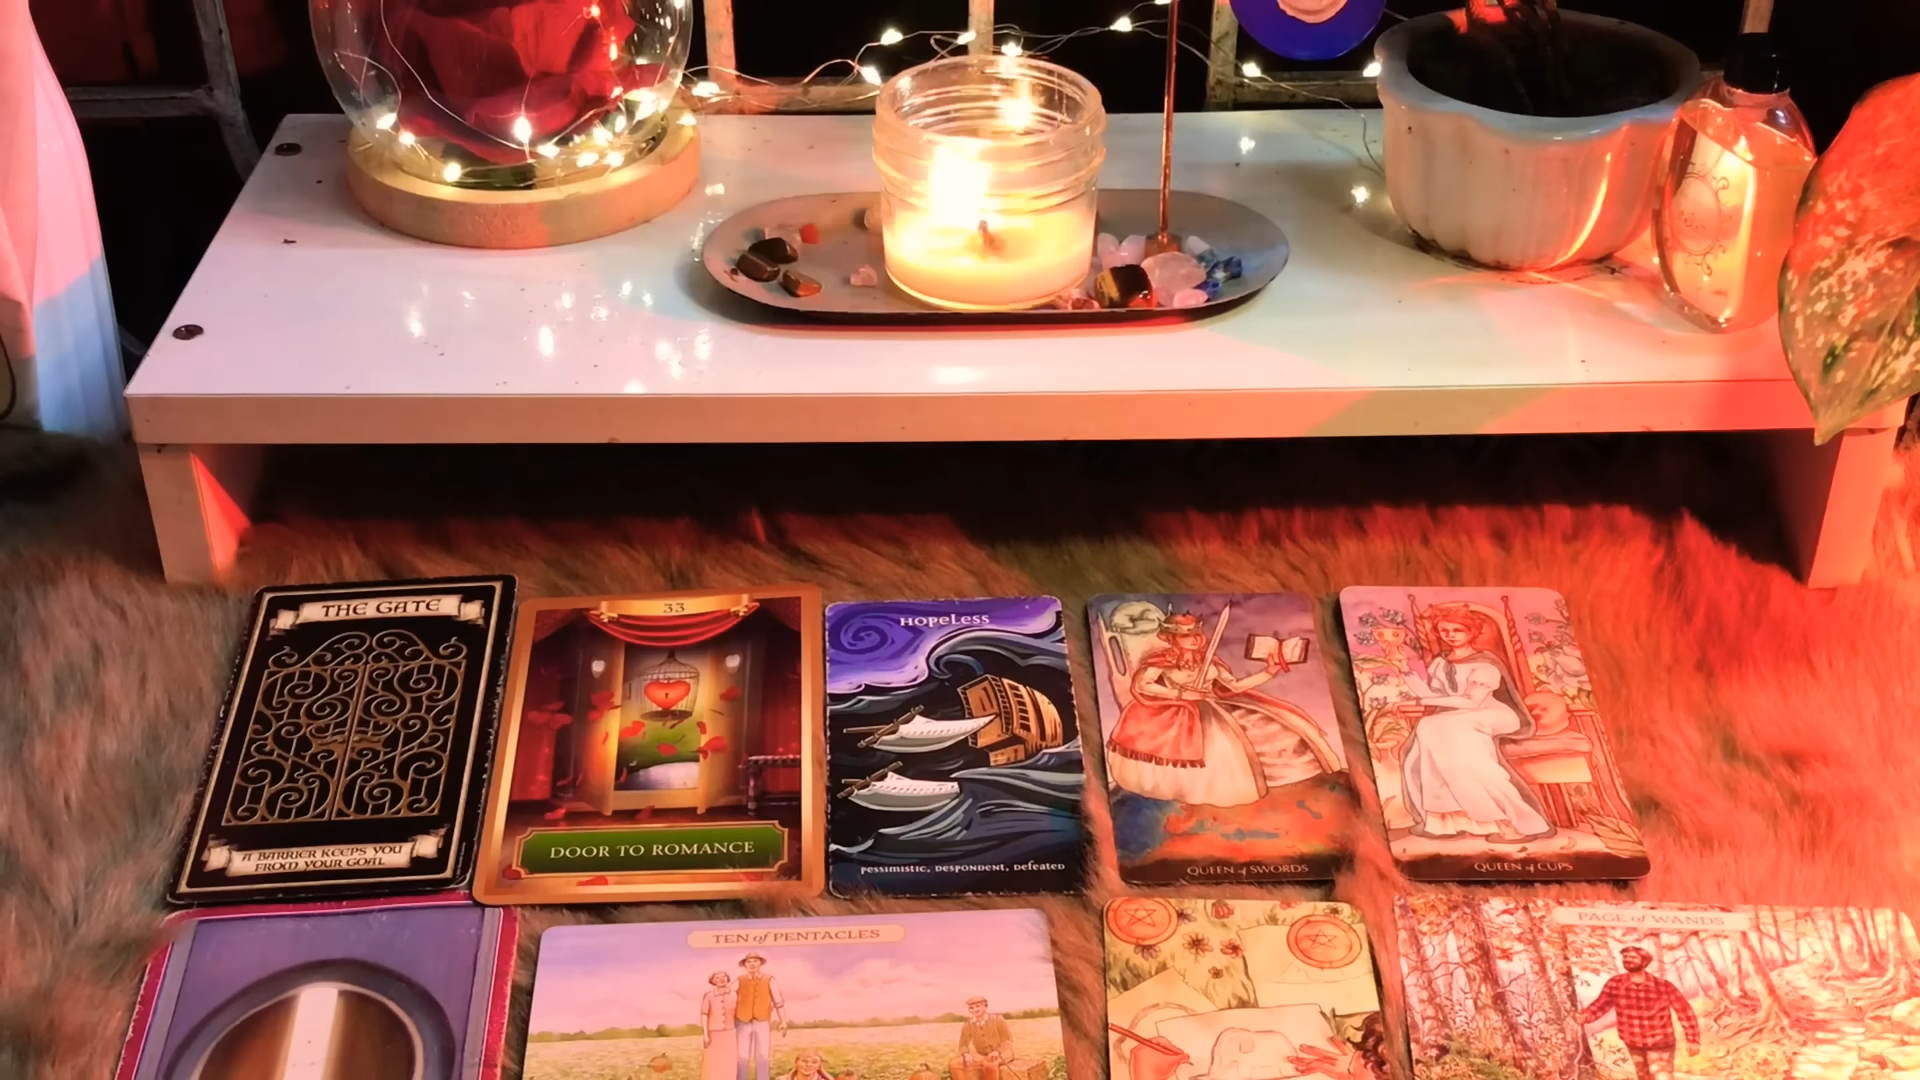 THE GATE
A BARRIER KEEPS YOU
FROM YOUR GOAL
33
DOOR TO ROMANCE
HOPELESS
PESSIMISTIC, DESPONDENT, DEFEATED
QUEEN of SWORDS
QUEEN of CUPS
TEN of PENTACLES
PAGE of WANDS